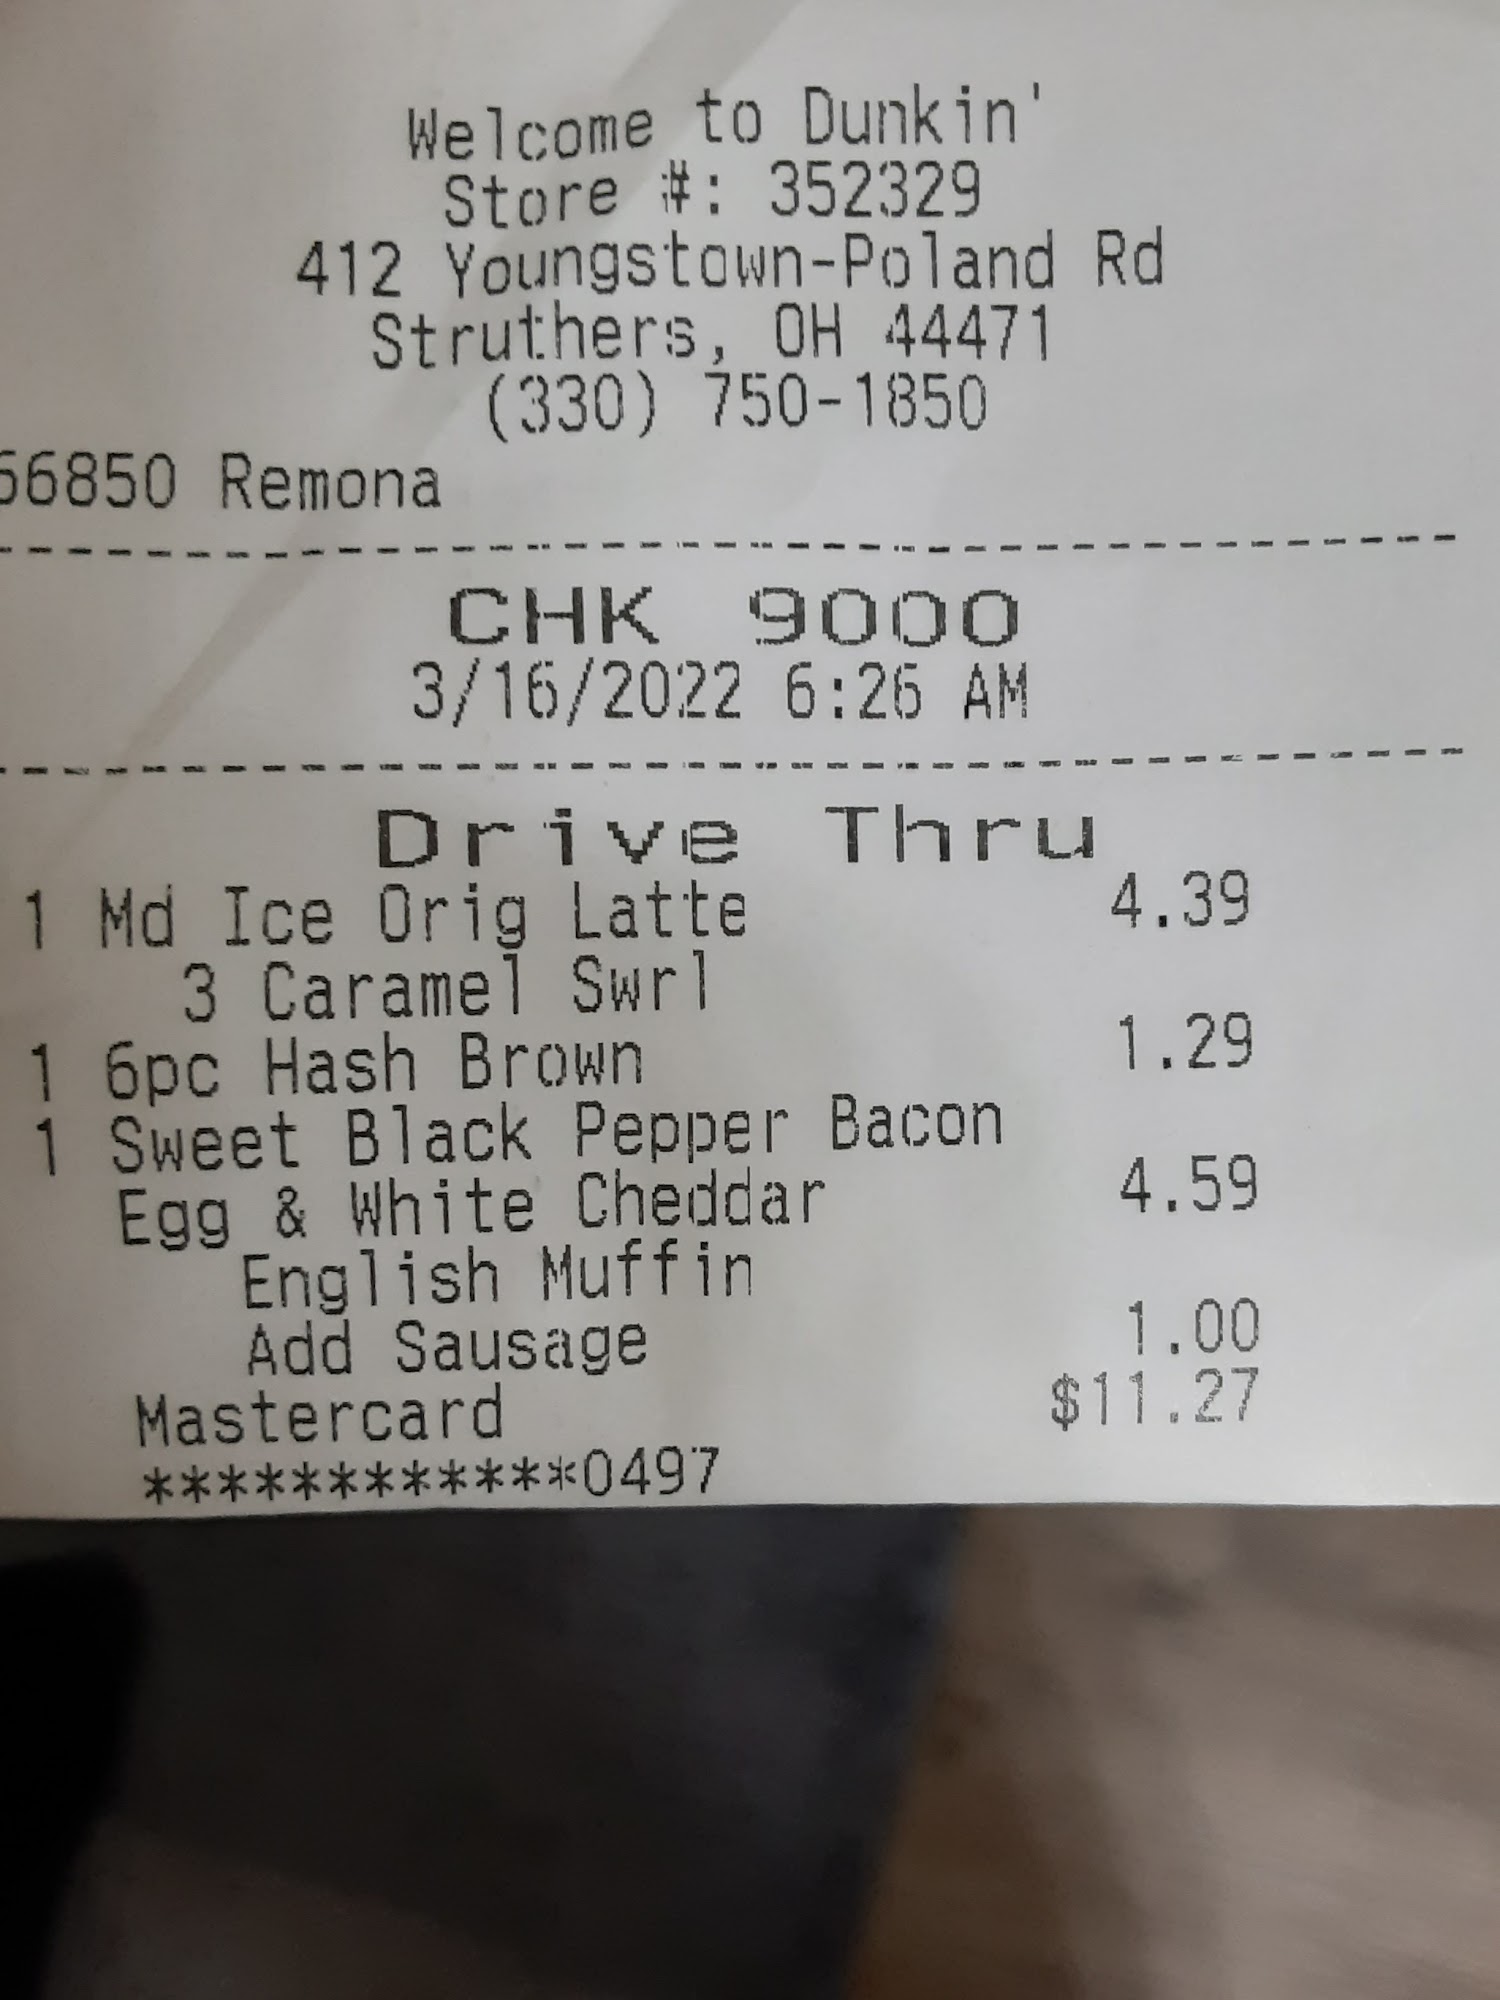 Welcome to Dunkin'
Store #: 352329
412 Youngstown-Poland Rd
Struthers, OH 44471
(330) 750-1850
66850 Remona
CHK 9000
3/16/2022 6:26 AM
Drive Thru
1 Md Ice Orig Latte 4.39
3 Caramel Swrl
1 6pc Hash Brown 1.29
1 Sweet Black Pepper Bacon
Egg & White Cheddar 4.59
English Muffin
Add Sausage 1.00
Mastercard $11.27
************0497